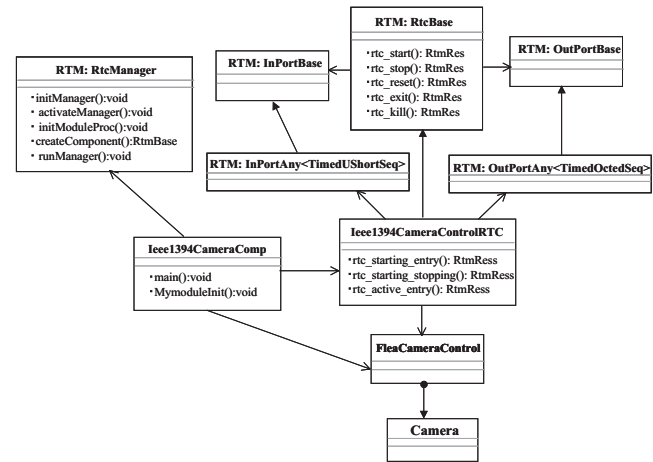 RTM: RtcBase
・rtc_start(): RtmRes
・rtc_stop(): RtmRes
・rtc_reset(): RtmRes
・rtc_exit(): RtmRes
・rtc_kill(): RtmRes
RTM: InPortBase
RTM: OutPortBase
RTM: RtcManager
・initManager():void
・activateManager():void
・initModuleProc():void
・createComponent():RtmBase
・runManager():void
RTM: InPortAny<TimedUShortSeq>
RTM: OutPortAny<TimedOctedSeq>
Ieee1394CameraComp
・main():void
・MymoduleInit():void
Ieee1394CameraControlRTC
・rtc_starting_entry(): RtmRess
・rtc_starting_stopping(): RtmRess
・rtc_active_entry(): RtmRess
FleaCameraControl
Camera